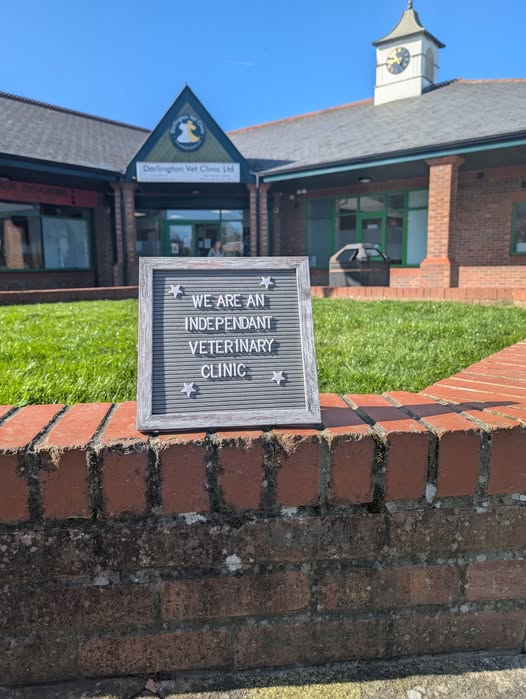 Darlington Vet Clinic Ltd
WE ARE AN
INDEPENDANT
VETERINARY
CLINIC